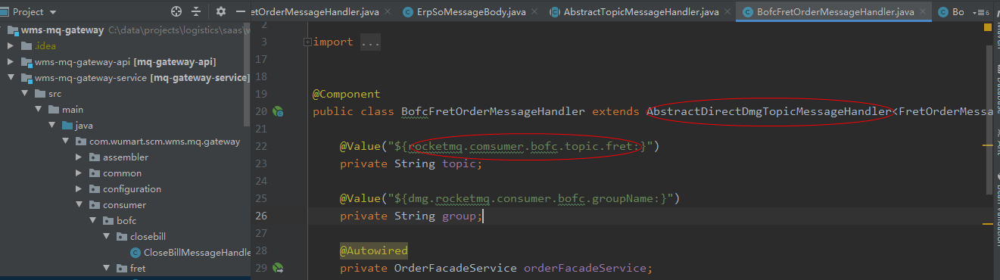 Project
wms-mq-gateway C:\data\projects\logistics\saas\w
.idea
wms-mq-gateway-api [mq-gateway-api]
wms-mq-gateway-service [mq-gateway-service]
src
main
java
com.wumart.scm.wms.mq.gateway
assembler
common
configuration
consumer
bofc
closebill
CloseBillMessageHandle
fret
retOrderMessageHandler.java
ErpSoMessageBody.java
AbstractTopicMessageHandler.java
BofcFretOrderMessageHandler.java
Bo
6
2
3 import ...
17
18
19 @Component
20 public class BofcFretOrderMessageHandler extends AbstractDirectDmgTopicMessageHandler<FretOrderMessa
21
22 @Value("${rocketmq.comsumer.bofc.topic.fret:}")
23 private String topic;
24
25 @Value("${dmg.rocketmq.consumer.bofc.groupName:}")
26 private String group;
27
28 @Autowired
29 private OrderFacadeService orderFacadeService;